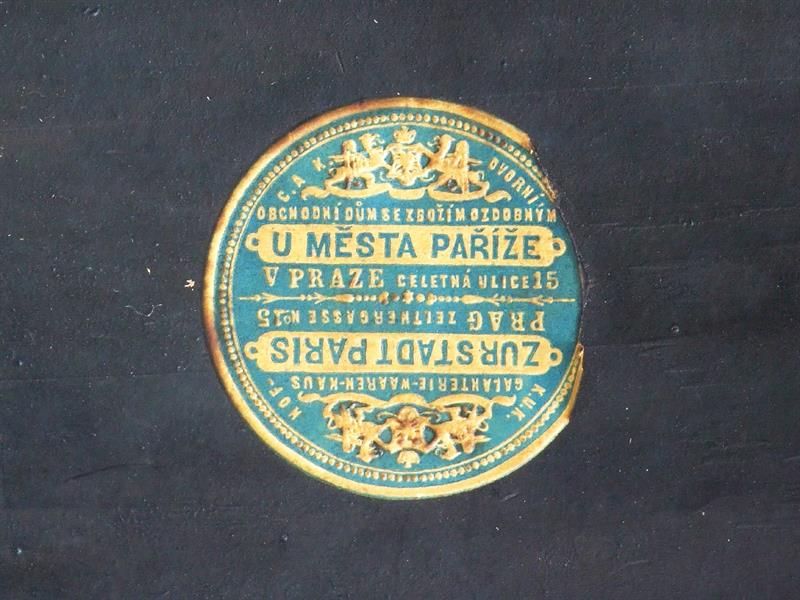 C. A K. DVORNÍ
OBCHODNÍ DŮM SE ZBOŽÍM OZDOBNÝM
U MĚSTA PAŘÍŽE
V PRAZE CELETNÁ ULICE 15
PRAG ZELTNERGASSE No 15
ZUR STADT PARIS
GALANTERIE-WAAREN-HAUS
K.U.K. HOF-